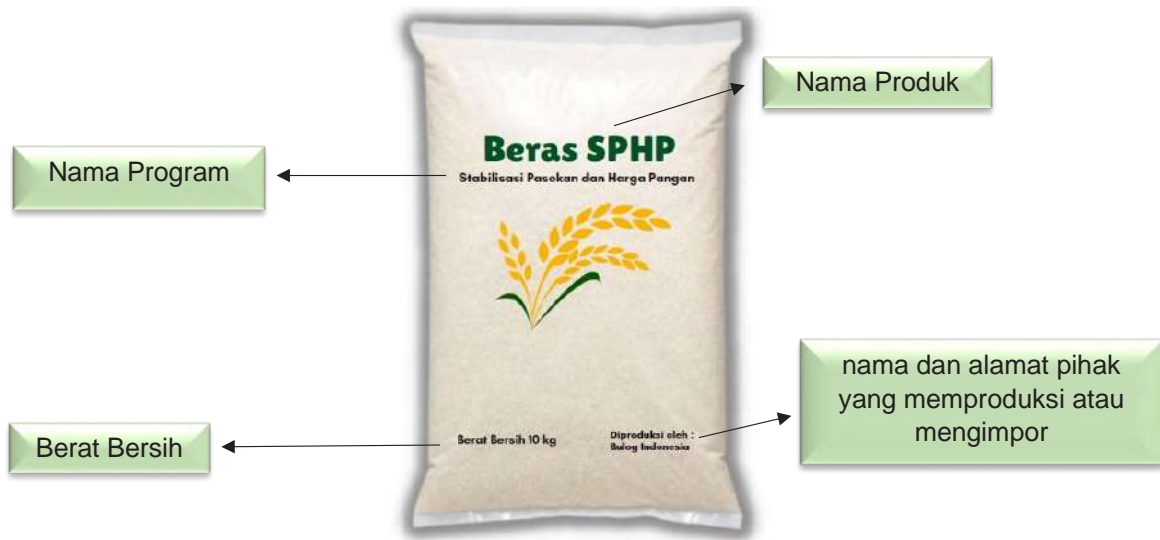 Nama Produk
Beras SPHP
Nama Program
Stabilisasi Pasokan dan Harga Pangan
nama dan alamat pihak
yang memproduksi atau
mengimpor
Berat Bersih
Berat Bersih 10 kg
Diproduksi oleh :
Bulog Indonesia